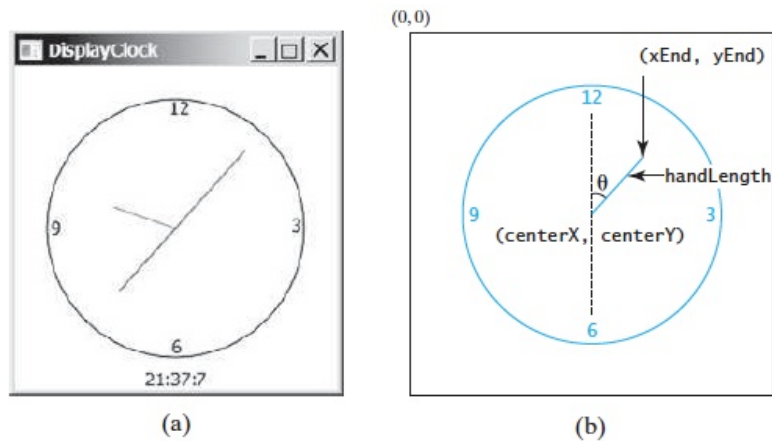 (0, 0)
DisplayClock
12
9
3
6
21:37:7
(a)
(xEnd, yEnd)
12
θ
handLength
9
3
(centerX, centerY)
6
(b)